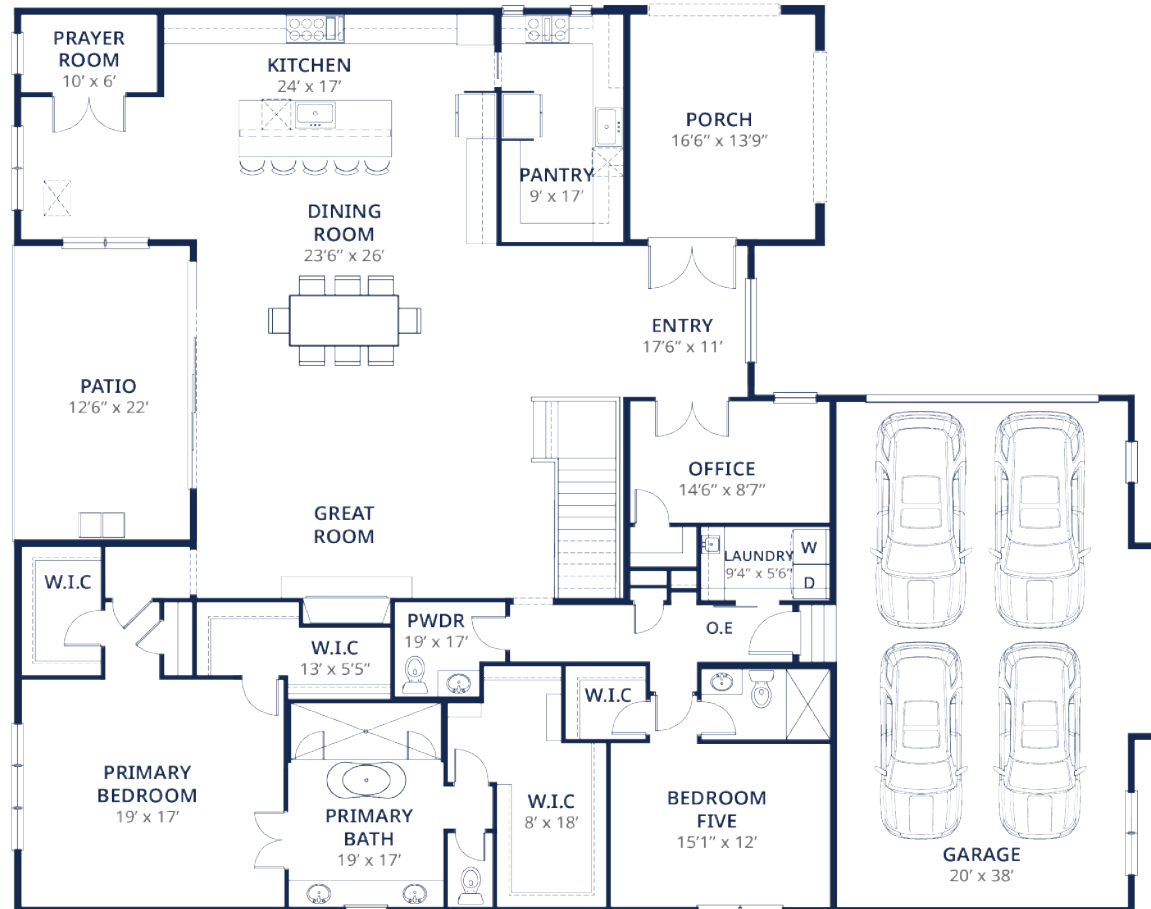 PRAYER
ROOM
10’ x 6’
KITCHEN
24’ x 17’
PORCH
16’6” x 13’9”
PANTRY
9’ x 17’
DINING
ROOM
23’6” x 26’
ENTRY
17’6” x 11’
PATIO
12’6” x 22’
OFFICE
14’6” x 8’7”
GREAT
ROOM
LAUNDRY
9’4” x 5’6”
W
D
W.I.C
PWDR
19’ x 17’
O.E
W.I.C
13’ x 5’5”
W.I.C
PRIMARY
BEDROOM
19’ x 17’
PRIMARY
BATH
19’ x 17’
W.I.C
8’ x 18’
BEDROOM
FIVE
15’1” x 12’
GARAGE
20’ x 38’